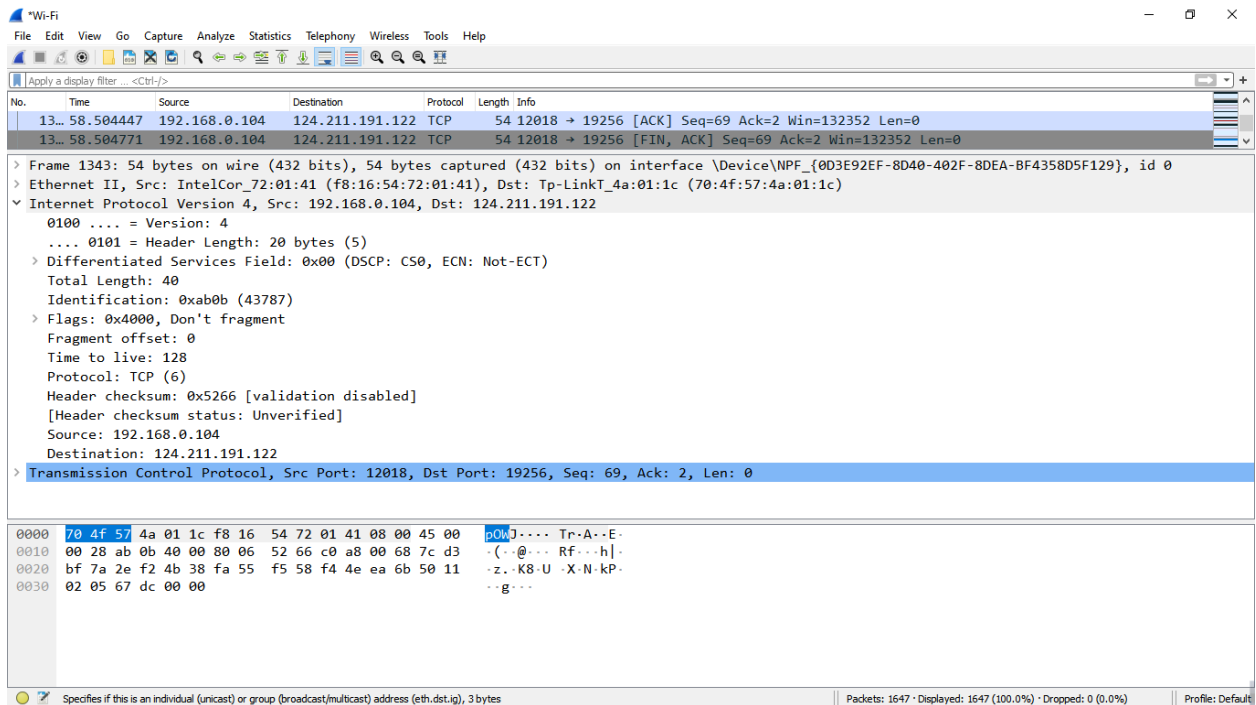 *Wi-Fi
File Edit View Go Capture Analyze Statistics Telephony Wireless Tools Help
Apply a display filter ... <Ctrl-/>
No. Time Source Destination Protocol Length Info
13… 58.504447 192.168.0.104 124.211.191.122 TCP 54 12018 → 19256 [ACK] Seq=69 Ack=2 Win=132352 Len=0
13… 58.504771 192.168.0.104 124.211.191.122 TCP 54 12018 → 19256 [FIN, ACK] Seq=69 Ack=2 Win=132352 Len=0
> Frame 1343: 54 bytes on wire (432 bits), 54 bytes captured (432 bits) on interface \Device\NPF_{0D3E92EF-8D40-402F-8DEA-BF4358D5F129}, id 0
> Ethernet II, Src: IntelCor_72:01:41 (f8:16:54:72:01:41), Dst: Tp-LinkT_4a:01:1c (70:4f:57:4a:01:1c)
Internet Protocol Version 4, Src: 192.168.0.104, Dst: 124.211.191.122
0100 .... = Version: 4
.... 0101 = Header Length: 20 bytes (5)
> Differentiated Services Field: 0x00 (DSCP: CS0, ECN: Not-ECT)
Total Length: 40
Identification: 0xab0b (43787)
> Flags: 0x4000, Don't fragment
Fragment offset: 0
Time to live: 128
Protocol: TCP (6)
Header checksum: 0x5266 [validation disabled]
[Header checksum status: Unverified]
Source: 192.168.0.104
Destination: 124.211.191.122
> Transmission Control Protocol, Src Port: 12018, Dst Port: 19256, Seq: 69, Ack: 2, Len: 0
0000 70 4f 57 4a 01 1c f8 16 54 72 01 41 08 00 45 00 pOWJ···· Tr·A··E·
0010 00 28 ab 0b 40 00 80 06 52 66 c0 a8 00 68 7c d3 ·(··@··· Rf···h|·
0020 bf 7a 2e f2 4b 38 fa 55 f5 58 f4 4e ea 6b 50 11 ·z.·K8·U ·X·N·kP·
0030 02 05 67 dc 00 00 ··g···
Specifies if this is an individual (unicast) or group (broadcast/multicast) address (eth.dst.ig), 3 bytes Packets: 1647 · Displayed: 1647 (100.0%) · Dropped: 0 (0.0%) Profile: Default